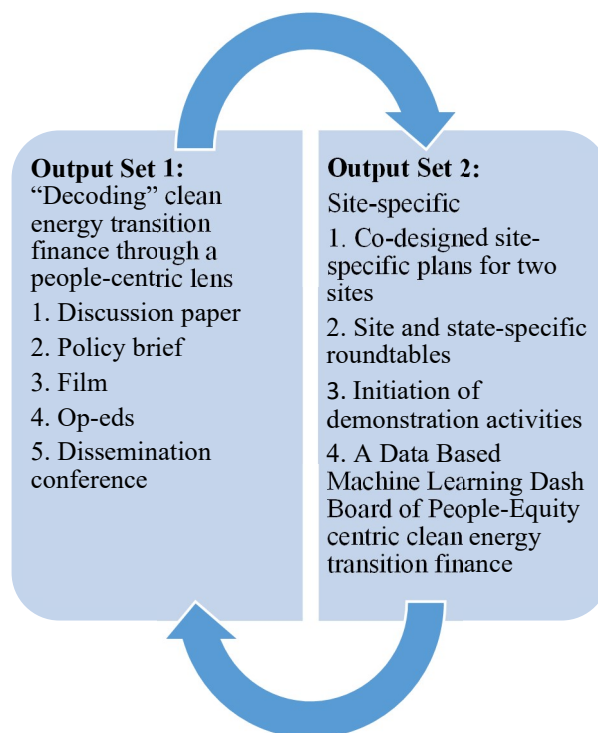 Output Set 1:
“Decoding” clean
energy transition
finance through a
people-centric lens
1. Discussion paper
2. Policy brief
3. Film
4. Op-eds
5. Dissemination
conference
Output Set 2:
Site-specific
1. Co-designed site-
specific plans for two
sites
2. Site and state-specific
roundtables
3. Initiation of
demonstration activities
4. A Data Based
Machine Learning Dash
Board of People-Equity
centric clean energy
transition finance